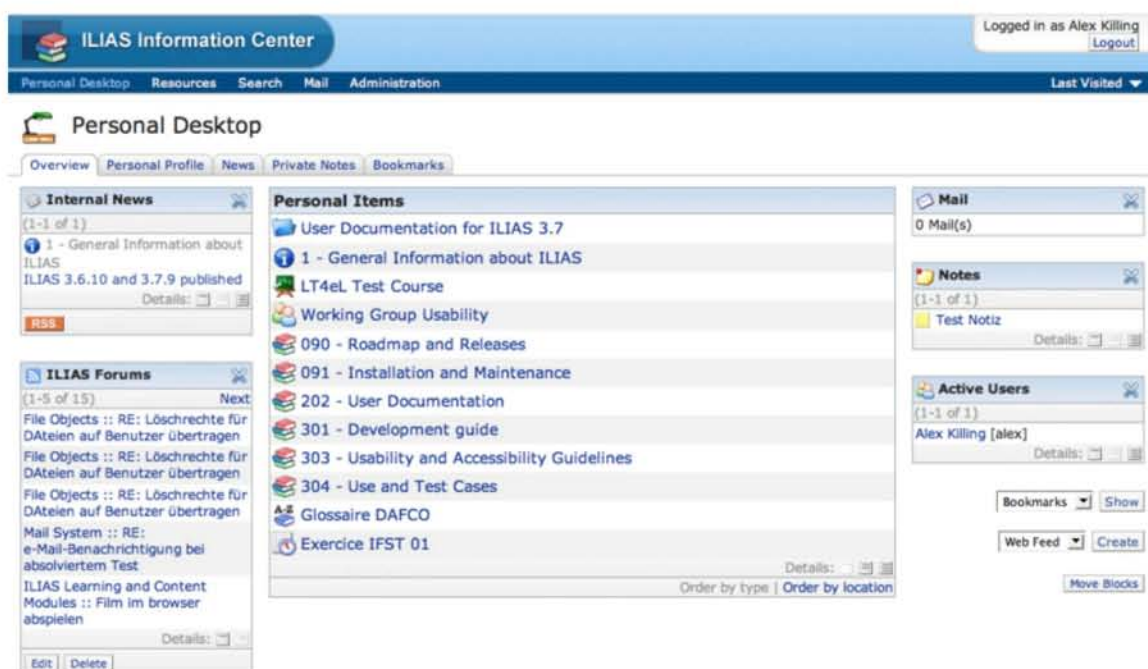 ILIAS Information Center
Logged in as Alex Killing
Logout
Personal Desktop Resources Search Mail Administration
Last Visited
Personal Desktop
Overview Personal Profile News Private Notes Bookmarks
Internal News
(1-1 of 1)
1 - General Information about
ILIAS
ILIAS 3.6.10 and 3.7.9 published
Details:
RSS
ILIAS Forums
(1-5 of 15) Next
File Objects :: RE: Löschrechte für
DAteien auf Benutzer übertragen
File Objects :: RE: Löschrechte für
DAteien auf Benutzer übertragen
File Objects :: RE: Löschrechte für
DAteien auf Benutzer übertragen
Mail System :: RE:
e-Mail-Benachrichtigung bei
absolviertem Test
ILIAS Learning and Content
Modules :: Film im browser
abspielen
Details:
Edit Delete
Personal Items
User Documentation for ILIAS 3.7
1 - General Information about ILIAS
LT4eL Test Course
Working Group Usability
090 - Roadmap and Releases
091 - Installation and Maintenance
202 - User Documentation
301 - Development guide
303 - Usability and Accessibility Guidelines
304 - Use and Test Cases
A-Z Glossaire DAFCO
Exercice IFST 01
Details:
Order by type | Order by location
Mail
0 Mail(s)
Notes
(1-1 of 1)
Test Notiz
Details:
Active Users
(1-1 of 1)
Alex Killing [alex]
Details:
Bookmarks Show
Web Feed Create
Move Blocks